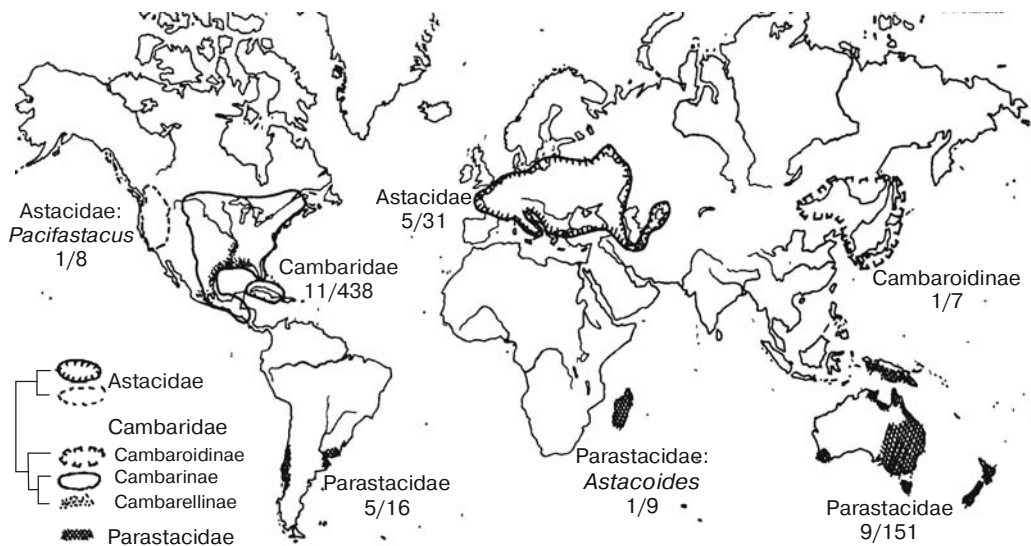 Astacidae:
Pacifastacus
1/8
Astacidae
5/31
Cambaridae
11/438
Cambaroidinae
1/7
Astacidae
Cambaridae
Cambaroidinae
Cambarinae
Cambarellinae
Parastacidae
Parastacidae
5/16
Parastacidae:
Astacoides
1/9
Parastacidae
9/151